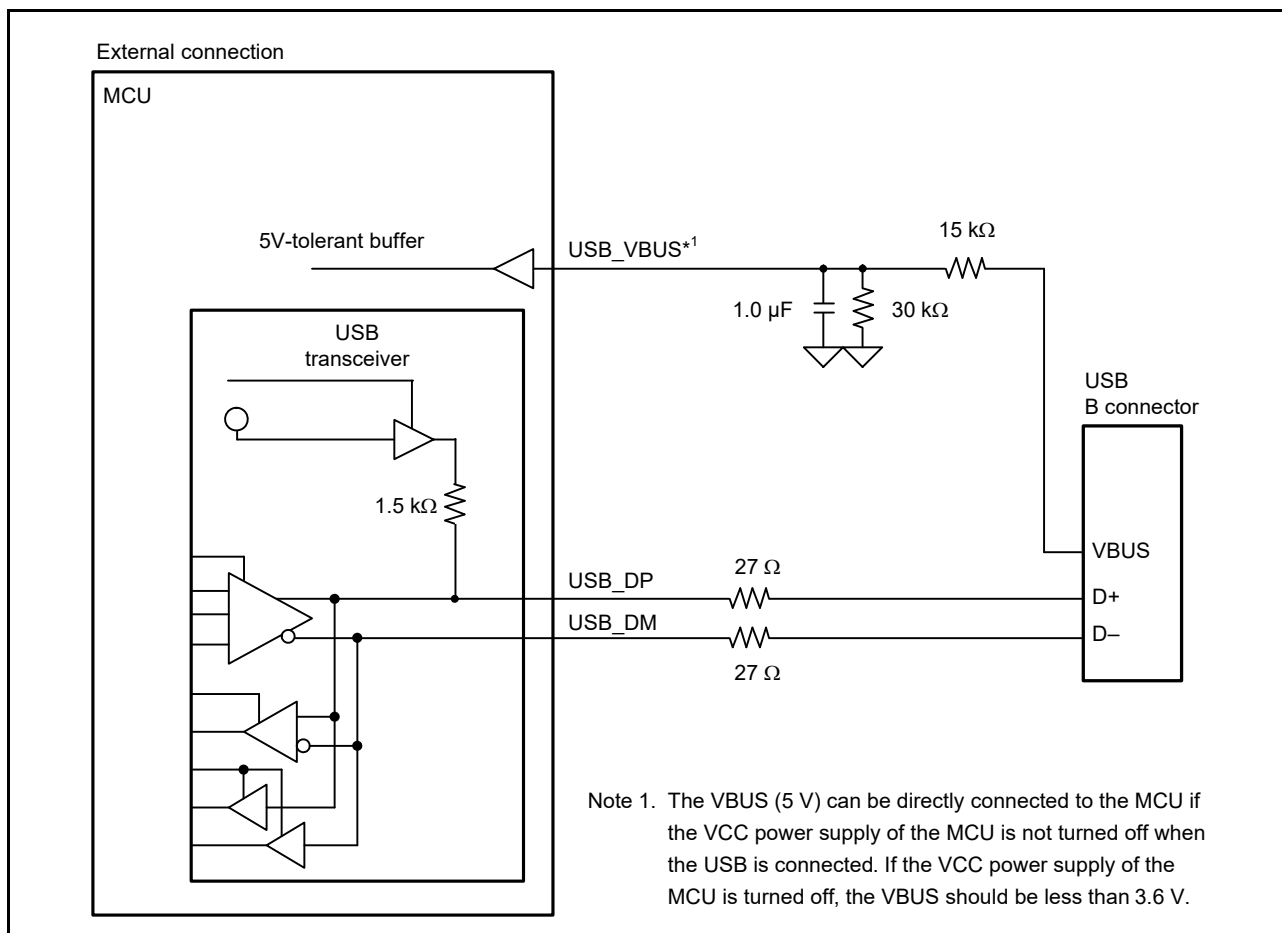 External connection
MCU
5V-tolerant buffer
USB_VBUS*1
15 kΩ
1.0 µF
30 kΩ
USB
transceiver
USB
B connector
1.5 kΩ
VBUS
USB_DP
27 Ω
D+
USB_DM
D–
27 Ω
Note 1. The VBUS (5 V) can be directly connected to the MCU if
the VCC power supply of the MCU is not turned off when
the USB is connected. If the VCC power supply of the
MCU is turned off, the VBUS should be less than 3.6 V.